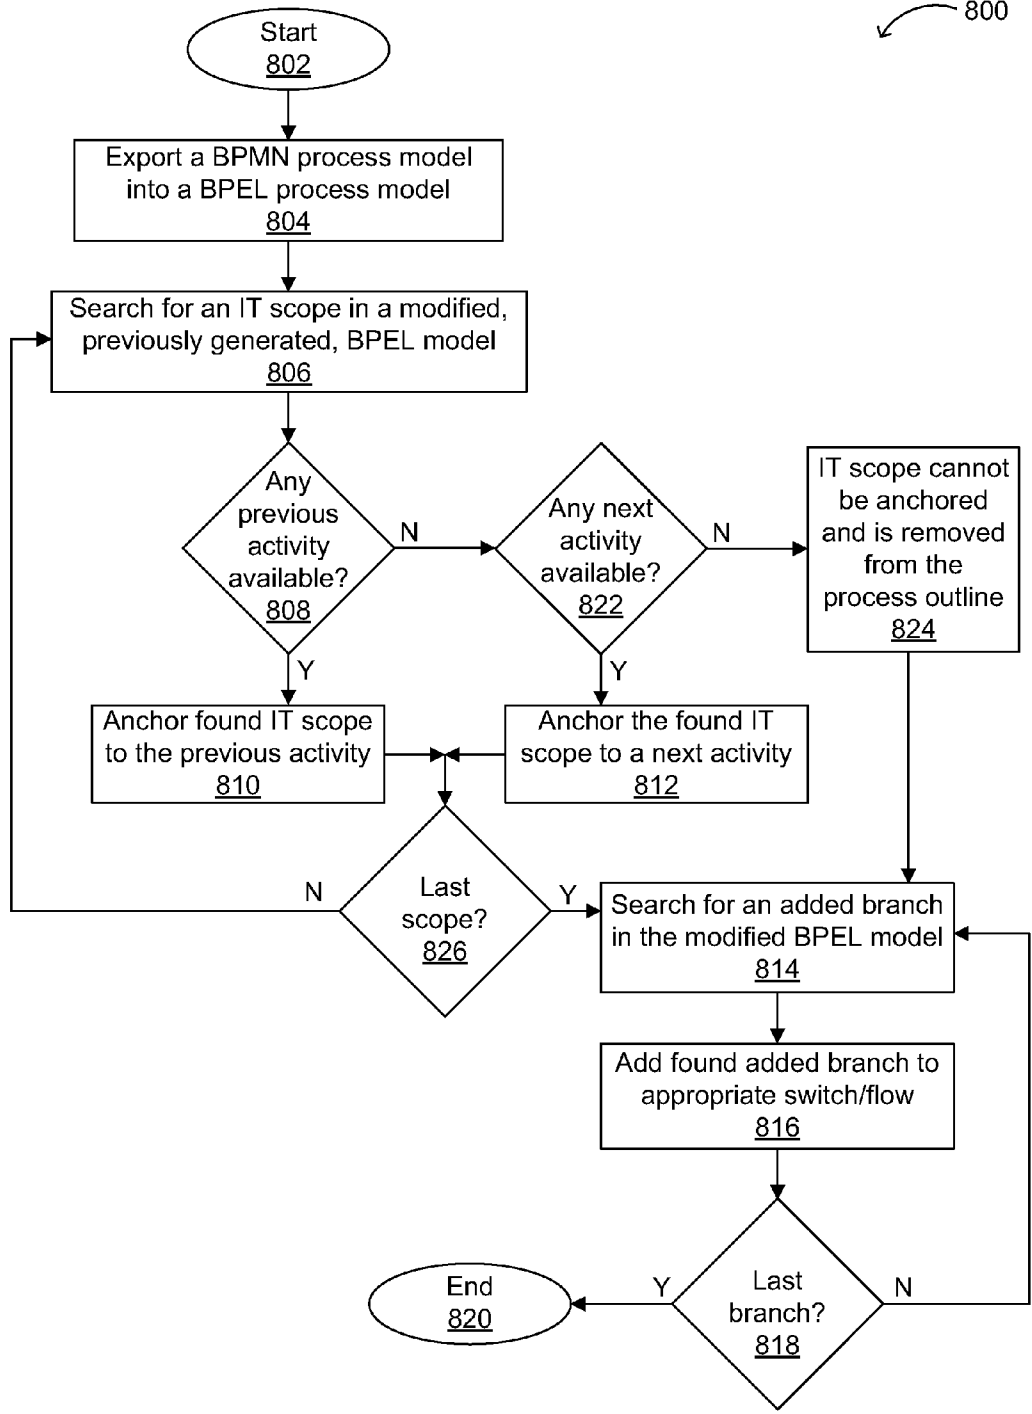 800
Start
802
Export a BPMN process model
into a BPEL process model
804
Search for an IT scope in a modified,
previously generated, BPEL model
806
Any
previous
activity
available?
808
N
Y
Any next
activity
available?
822
N
Y
IT scope cannot
be anchored
and is removed
from the
process outline
824
Anchor found IT scope
to the previous activity
810
Anchor the found IT
scope to a next activity
812
Last
scope?
826
N
Y
Search for an added branch
in the modified BPEL model
814
Add found added branch to
appropriate switch/flow
816
Last
branch?
818
Y
N
End
820